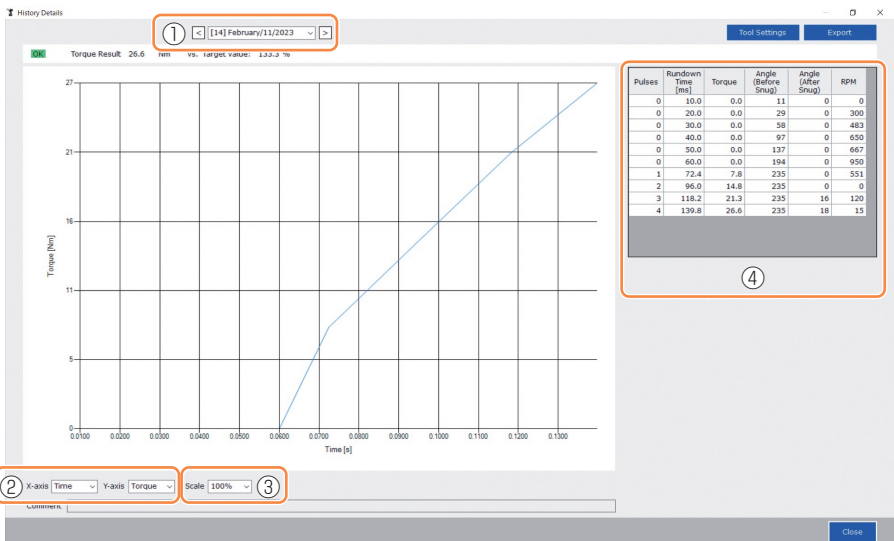 History Details
① < [14] February/11/2023 >
Tool Settings Export
OK Torque Result 26.6 Nm vs. Target value: 133.3 %
27
21
16
11
5
0
Torque [Nm]
0.0100 0.0200 0.0300 0.0400 0.0500 0.0600 0.0700 0.0800 0.0900 0.1000 0.1100 0.1200 0.1300
Time [s]
Pulses Rundown Time [ms] Torque Angle (Before Snug) Angle (After Snug) RPM
0 10.0 0.0 11 0 0
0 20.0 0.0 29 0 300
0 30.0 0.0 58 0 483
0 40.0 0.0 97 0 650
0 50.0 0.0 137 0 667
0 60.0 0.0 194 0 950
1 72.4 7.8 235 0 551
2 96.0 14.8 235 0 0
3 118.2 21.3 235 16 120
4 139.8 26.6 235 18 15
④
② X-axis Time Y-axis Torque Scale 100% ③
Comment
Close